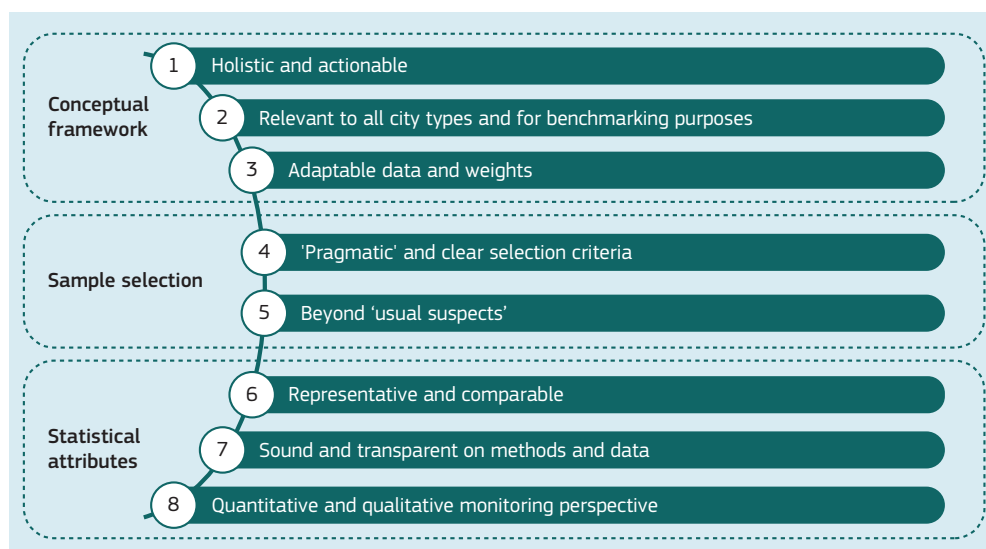 Conceptual
framework
1 Holistic and actionable
2 Relevant to all city types and for benchmarking purposes
3 Adaptable data and weights
Sample selection
4 'Pragmatic' and clear selection criteria
5 Beyond ‘usual suspects’
Statistical
attributes
6 Representative and comparable
7 Sound and transparent on methods and data
8 Quantitative and qualitative monitoring perspective